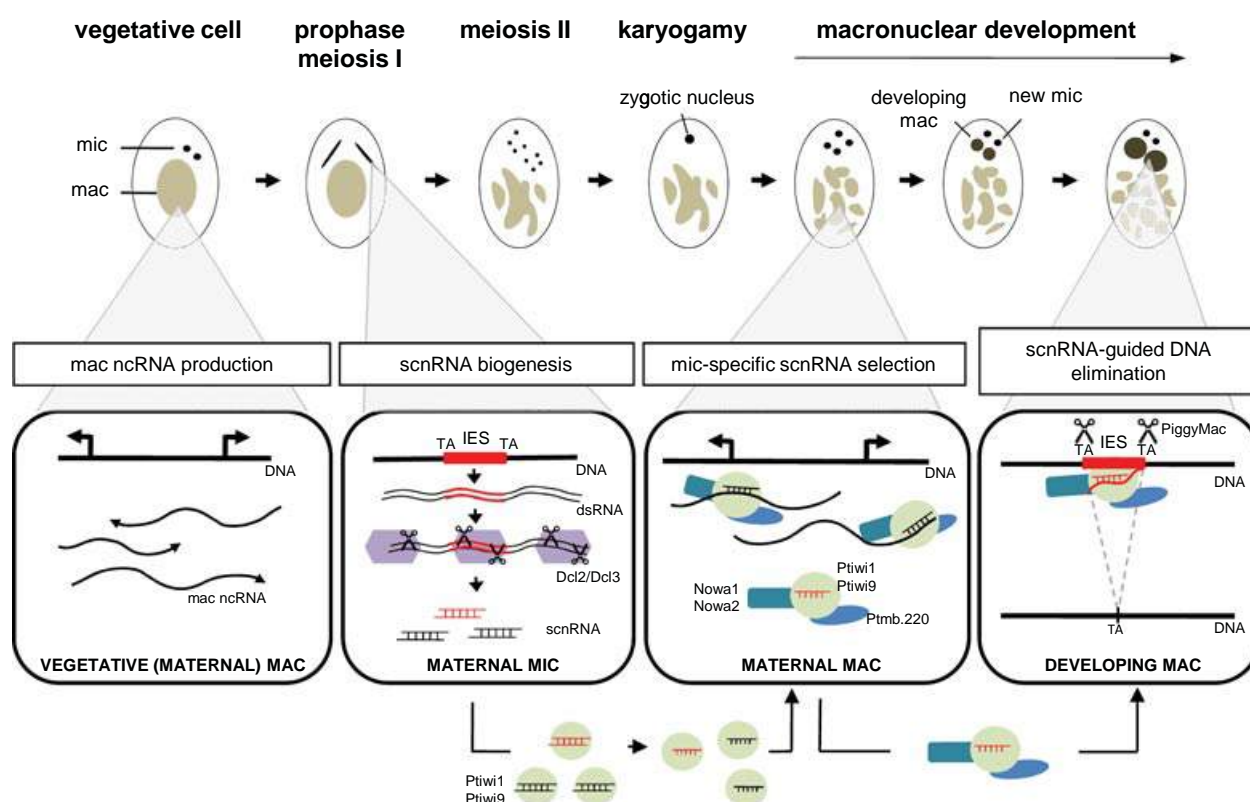 vegetative cell
prophase
meiosis I
meiosis II
karyogamy
macronuclear development
mic
mac
zygotic nucleus
developing
mac
new mic
mac ncRNA production
scnRNA biogenesis
mic-specific scnRNA selection
scnRNA-guided DNA
elimination
DNA
mac ncRNA
VEGETATIVE (MATERNAL) MAC
TA IES TA
DNA
dsRNA
Dcl2/Dcl3
scnRNA
MATERNAL MIC
DNA
Nowa1
Nowa2
Ptiwi1
Ptiwi9
Ptmb.220
MATERNAL MAC
PiggyMac
TA IES TA
DNA
TA
DNA
DEVELOPING MAC
Ptiwi1
Ptiwi9